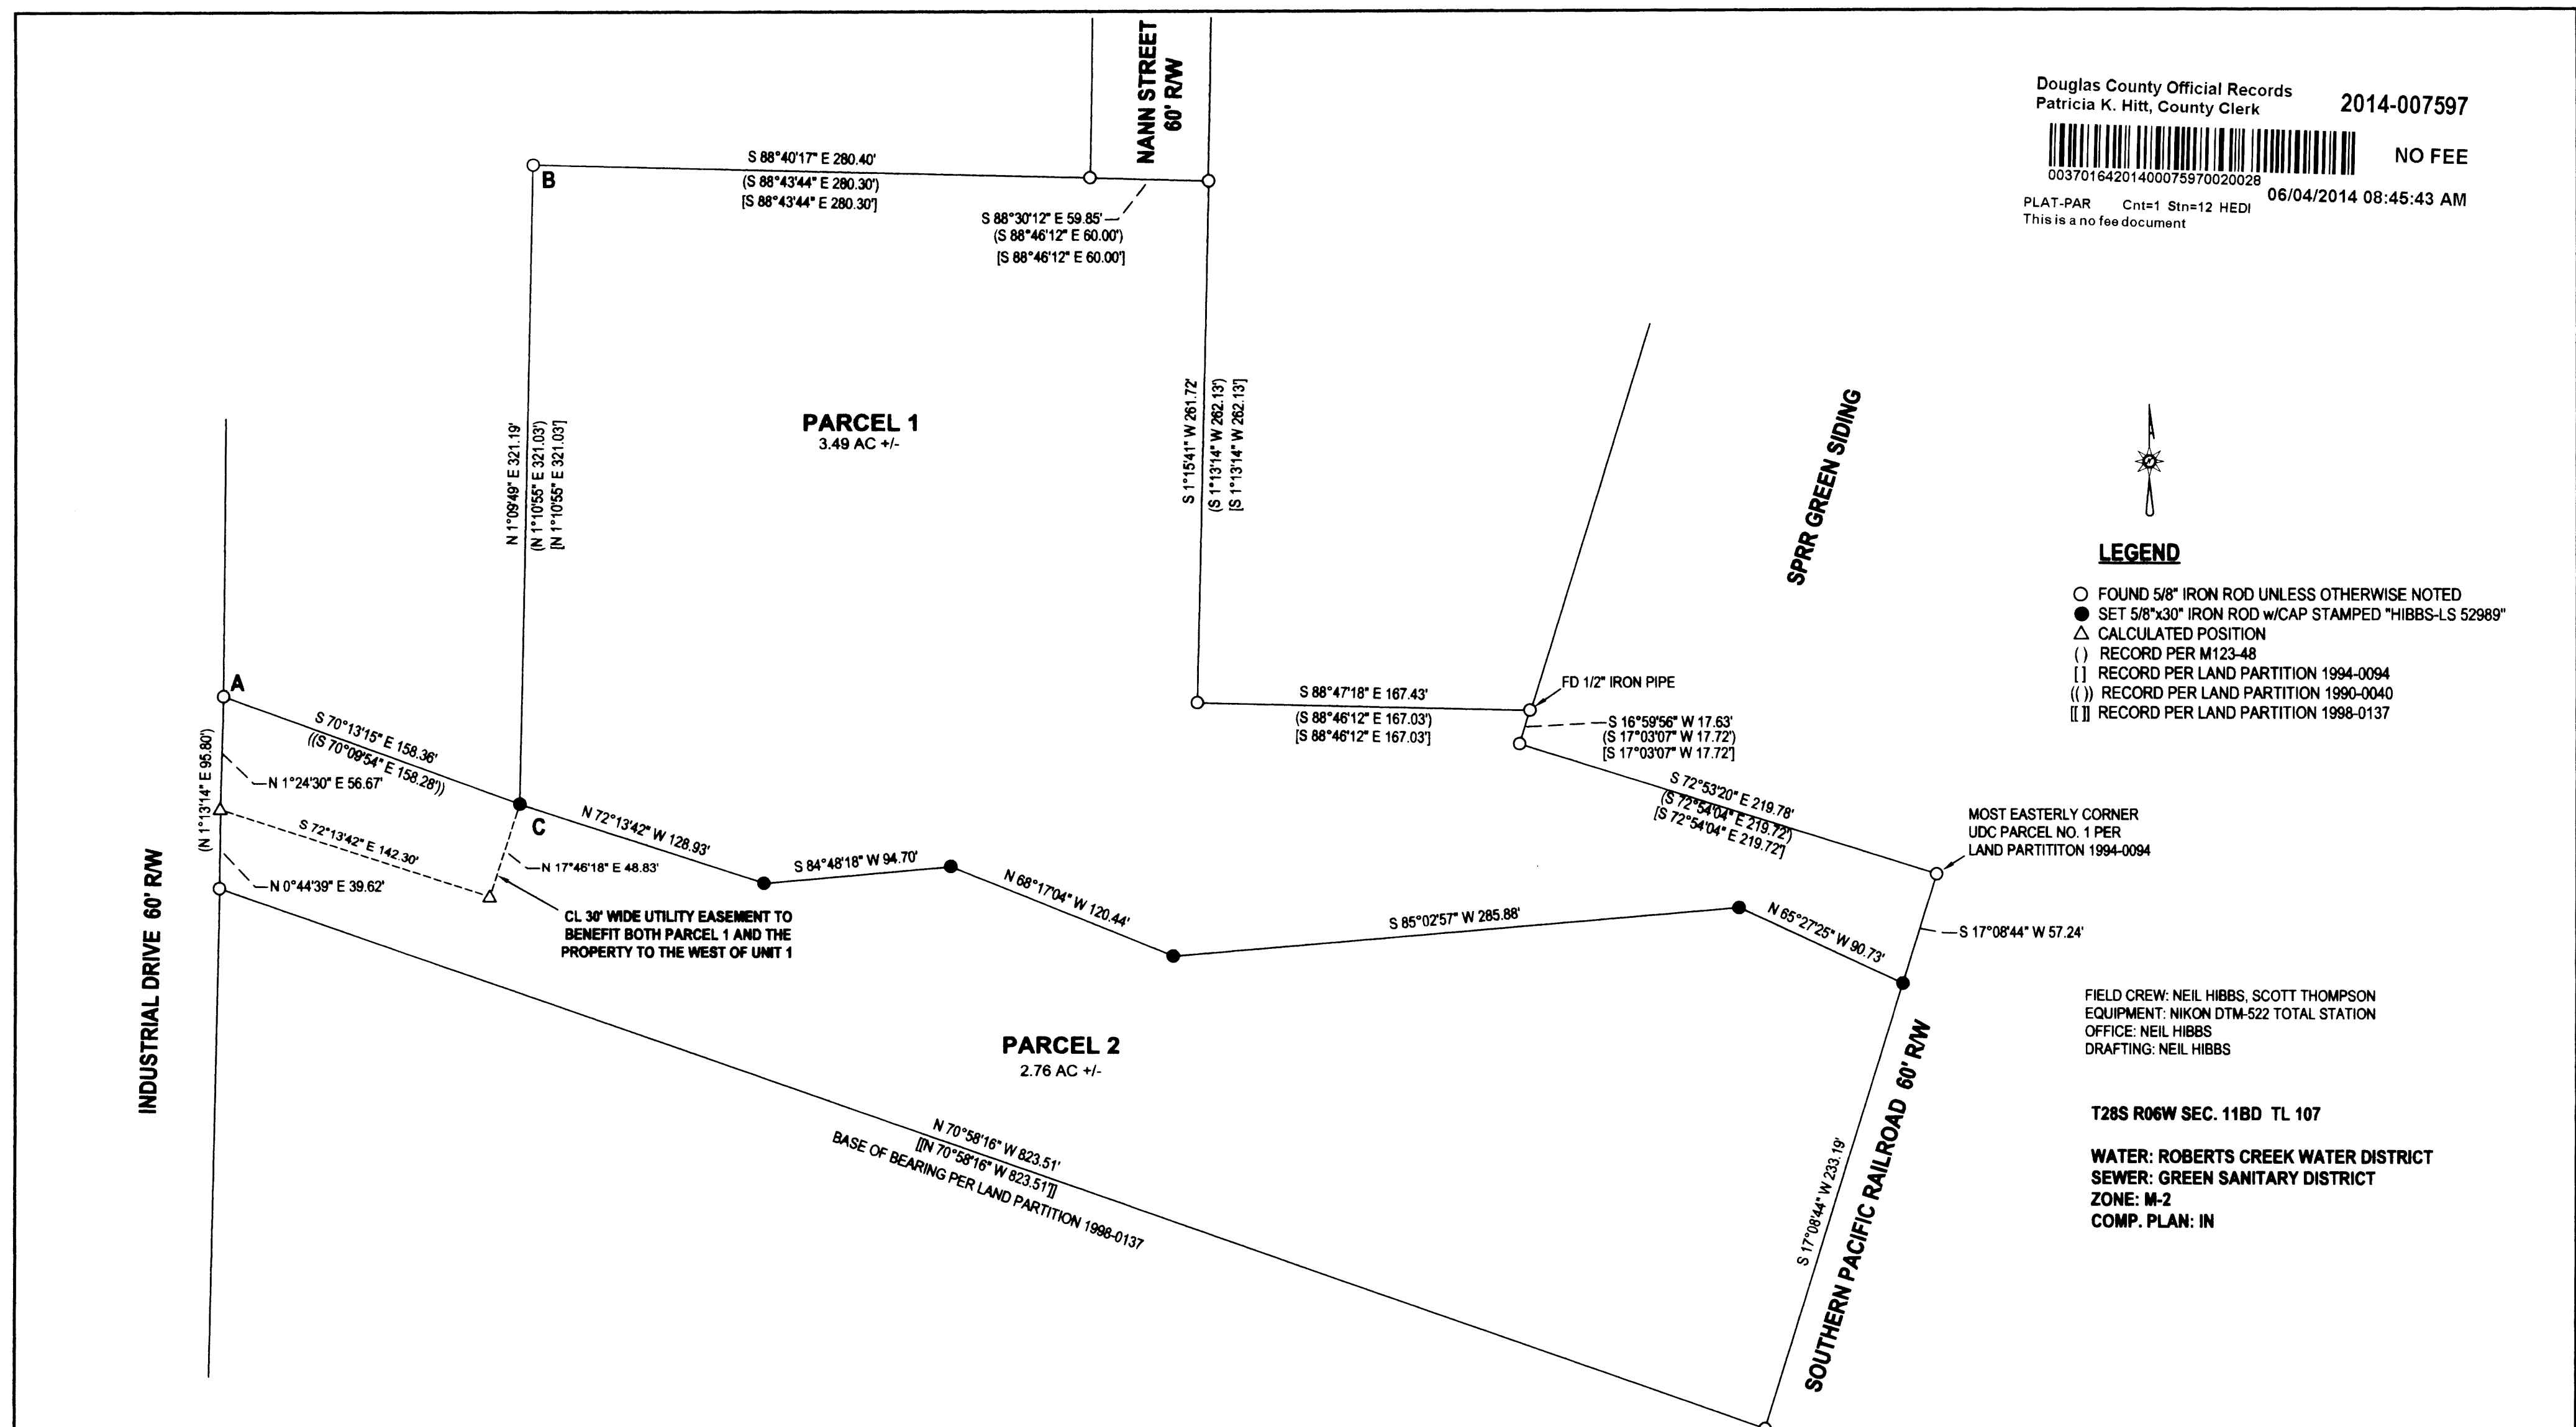 NANN STREET
60' R/W
Douglas County Official Records
Patricia K. Hitt, County Clerk
2014-007597
NO FEE
00370164201400075970020028
06/04/2014 08:45:43 AM
PLAT-PAR Cnt=1 Stn=12 HEDI
This is a no fee document
S 88°40'17" E 280.40'
(S 88°43'44" E 280.30')
[S 88°43'44" E 280.30']
B
S 88°30'12" E 59.85'
(S 88°46'12" E 60.00')
[S 88°46'12" E 60.00']
N 1°09'49" E 321.19'
(N 1°10'55" E 321.03')
[N 1°10'55" E 321.03']
PARCEL 1
3.49 AC +/-
S 1°15'41" W 261.72'
(S 1°13'14" W 262.13')
[S 1°13'14" W 262.13']
SPRR GREEN SIDING
LEGEND
FOUND 5/8" IRON ROD UNLESS OTHERWISE NOTED
SET 5/8"x30" IRON ROD w/CAP STAMPED "HIBBS-LS 52989"
CALCULATED POSITION
( ) RECORD PER M123-48
[ ] RECORD PER LAND PARTITION 1994-0094
(( )) RECORD PER LAND PARTITION 1990-0040
[[ ]] RECORD PER LAND PARTITION 1998-0137
A
S 70°13'15" E 158.36'
((S 70°09'54" E 158.28'))
(N 1°13'14" E 95.80')
N 1°24'30" E 56.67'
S 72°13'42" E 142.30'
N 0°44'39" E 39.62'
C
N 17°46'18" E 48.83'
N 72°13'42" W 128.93'
S 84°48'18" W 94.70'
N 68°17'04" W 120.44'
S 85°02'57" W 285.88'
N 65°27'25" W 90.73'
S 88°47'18" E 167.43'
(S 88°46'12" E 167.03')
[S 88°46'12" E 167.03']
FD 1/2" IRON PIPE
S 16°59'56" W 17.63'
(S 17°03'07" W 17.72')
[S 17°03'07" W 17.72']
S 72°53'20" E 219.78'
(S 72°54'04" E 219.72')
[S 72°54'04" E 219.72']
MOST EASTERLY CORNER
UDC PARCEL NO. 1 PER
LAND PARTITITON 1994-0094
S 17°08'44" W 57.24'
CL 30' WIDE UTILITY EASEMENT TO
BENEFIT BOTH PARCEL 1 AND THE
PROPERTY TO THE WEST OF UNIT 1
INDUSTRIAL DRIVE 60' R/W
PARCEL 2
2.76 AC +/-
N 70°58'16" W 823.51'
[[N 70°58'16" W 823.51']]
BASE OF BEARING PER LAND PARTITION 1998-0137
S 17°08'44" W 233.19'
SOUTHERN PACIFIC RAILROAD 60' R/W
FIELD CREW: NEIL HIBBS, SCOTT THOMPSON
EQUIPMENT: NIKON DTM-522 TOTAL STATION
OFFICE: NEIL HIBBS
DRAFTING: NEIL HIBBS
T28S R06W SEC. 11BD TL 107
WATER: ROBERTS CREEK WATER DISTRICT
SEWER: GREEN SANITARY DISTRICT
ZONE: M-2
COMP. PLAN: IN